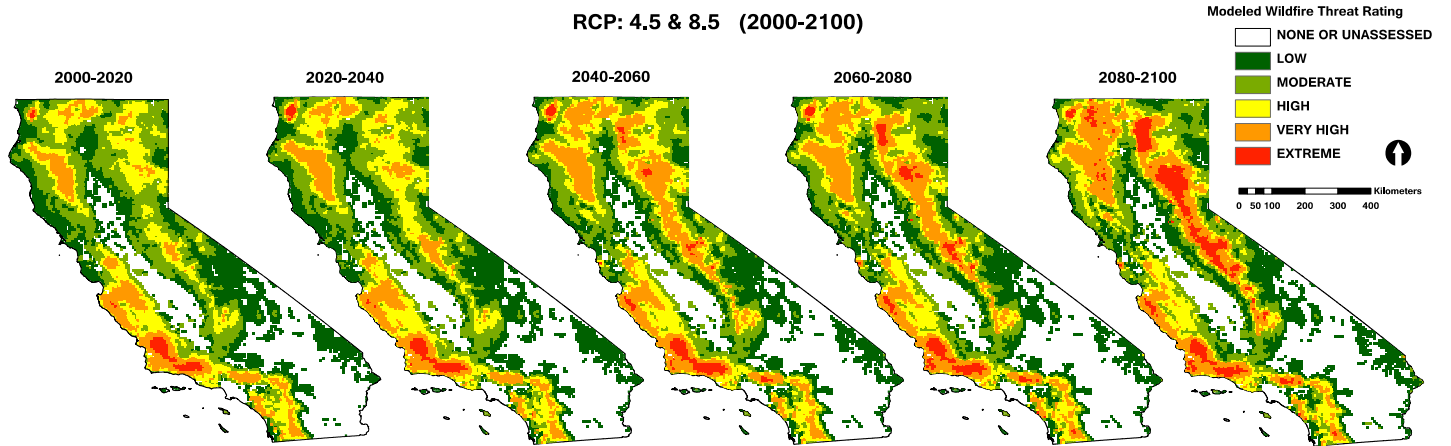 RCP: 4.5 & 8.5 (2000-2100)
Modeled Wildfire Threat Rating
NONE OR UNASSESSED
LOW
MODERATE
HIGH
VERY HIGH
EXTREME
Kilometers
0 50 100 200 300 400
2000-2020
2020-2040
2040-2060
2060-2080
2080-2100